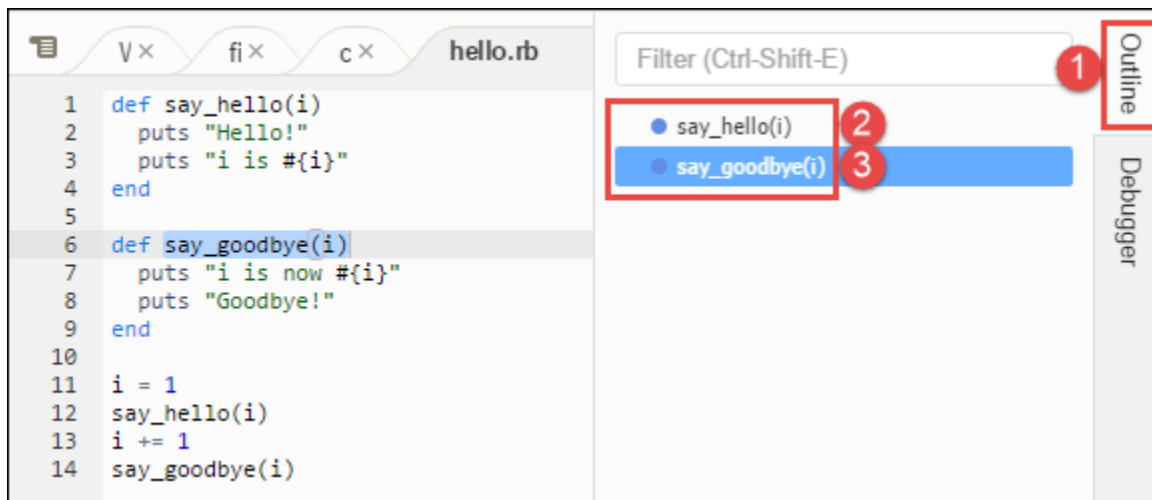 V × fi × c × hello.rb
1 def say_hello(i)
2   puts "Hello!"
3   puts "i is #{i}"
4 end
5
6 def say_goodbye(i)
7   puts "i is now #{i}"
8   puts "Goodbye!"
9 end
10
11 i = 1
12 say_hello(i)
13 i += 1
14 say_goodbye(i)
Filter (Ctrl-Shift-E)
say_hello(i) 2
say_goodbye(i) 3
1 Outline
Debugger